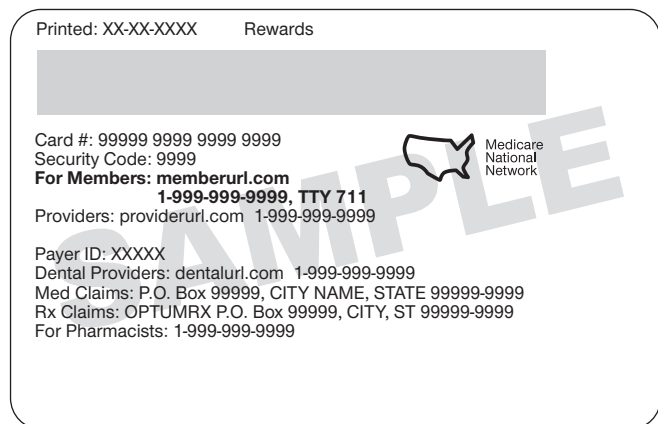 Printed: XX-XX-XXXX Rewards
Card #: 99999 9999 9999 9999
Security Code: 9999
For Members: memberurl.com
1-999-999-9999, TTY 711
Providers: providerurl.com 1-999-999-9999
Medicare
National
Network
Payer ID: XXXXX
Dental Providers: dentalurl.com 1-999-999-9999
Med Claims: P.O. Box 99999, CITY NAME, STATE 99999-9999
Rx Claims: OPTUMRX P.O. Box 99999, CITY, ST 99999-9999
For Pharmacists: 1-999-999-9999
SAMPLE